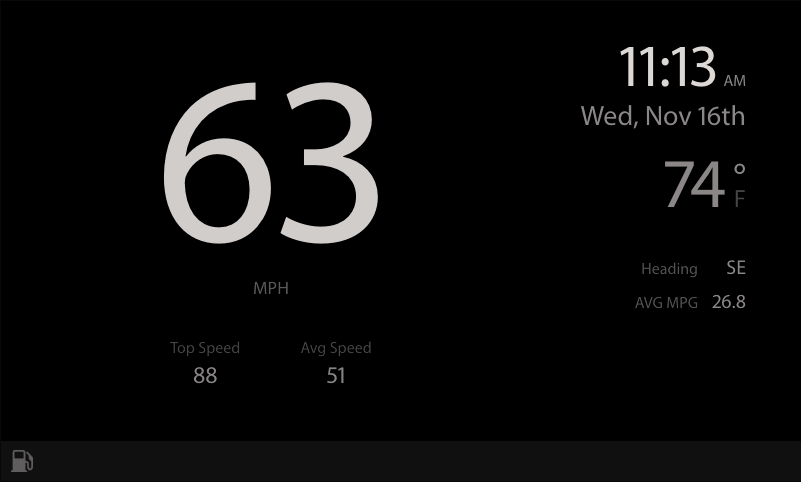 63
MPH
Top Speed Avg Speed
88 51
11:13 AM
Wed, Nov 16th
74°
F
Heading SE
AVG MPG 26.8